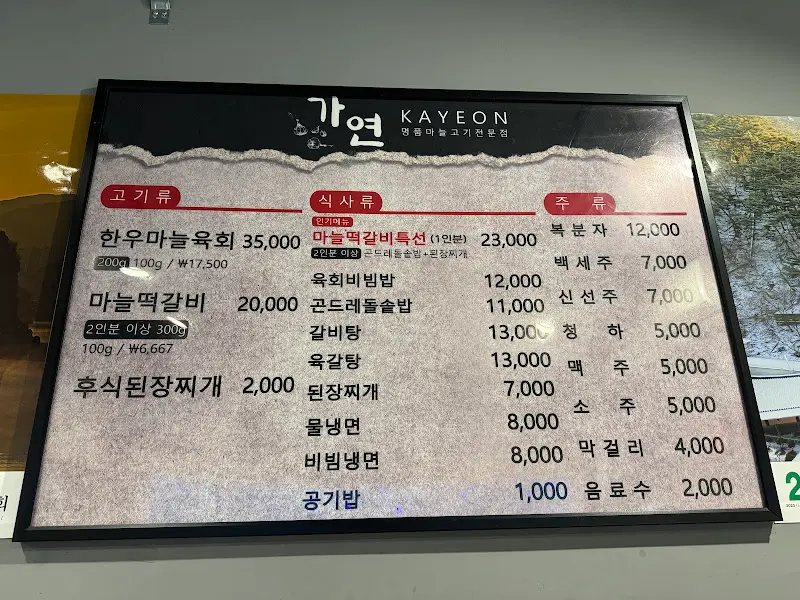 가연 KAYEON
명품마늘고기전문점
고기류
한우마늘육회 35,000
200g 100g / ₩17,500
마늘떡갈비 20,000
2인분 이상 300g
100g / ₩6,667
후식된장찌개 2,000
식사류
인기메뉴
마늘떡갈비특선 (1인분) 23,000
2인분 이상 곤드레돌솥밥+된장찌개
육회비빔밥 12,000
곤드레돌솥밥 11,000
갈비탕 13,000
육갈탕 13,000
된장찌개 7,000
물냉면 8,000
비빔냉면 8,000
공기밥 1,000
주 류
복분자 12,000
백세주 7,000
신선주 7,000
청 하 5,000
맥 주 5,000
소 주 5,000
막걸리 4,000
음료수 2,000
회
2